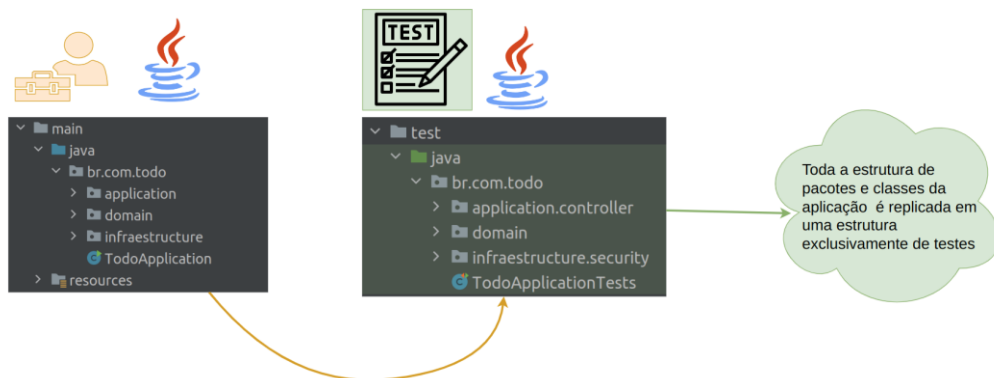 TEST
main
java
br.com.todo
application
domain
infraestructure
TodoApplication
resources
test
java
br.com.todo
application.controller
domain
infraestructure.security
TodoApplicationTests
Toda a estrutura de
pacotes e classes da
aplicação é replicada em
uma estrutura
exclusivamente de testes